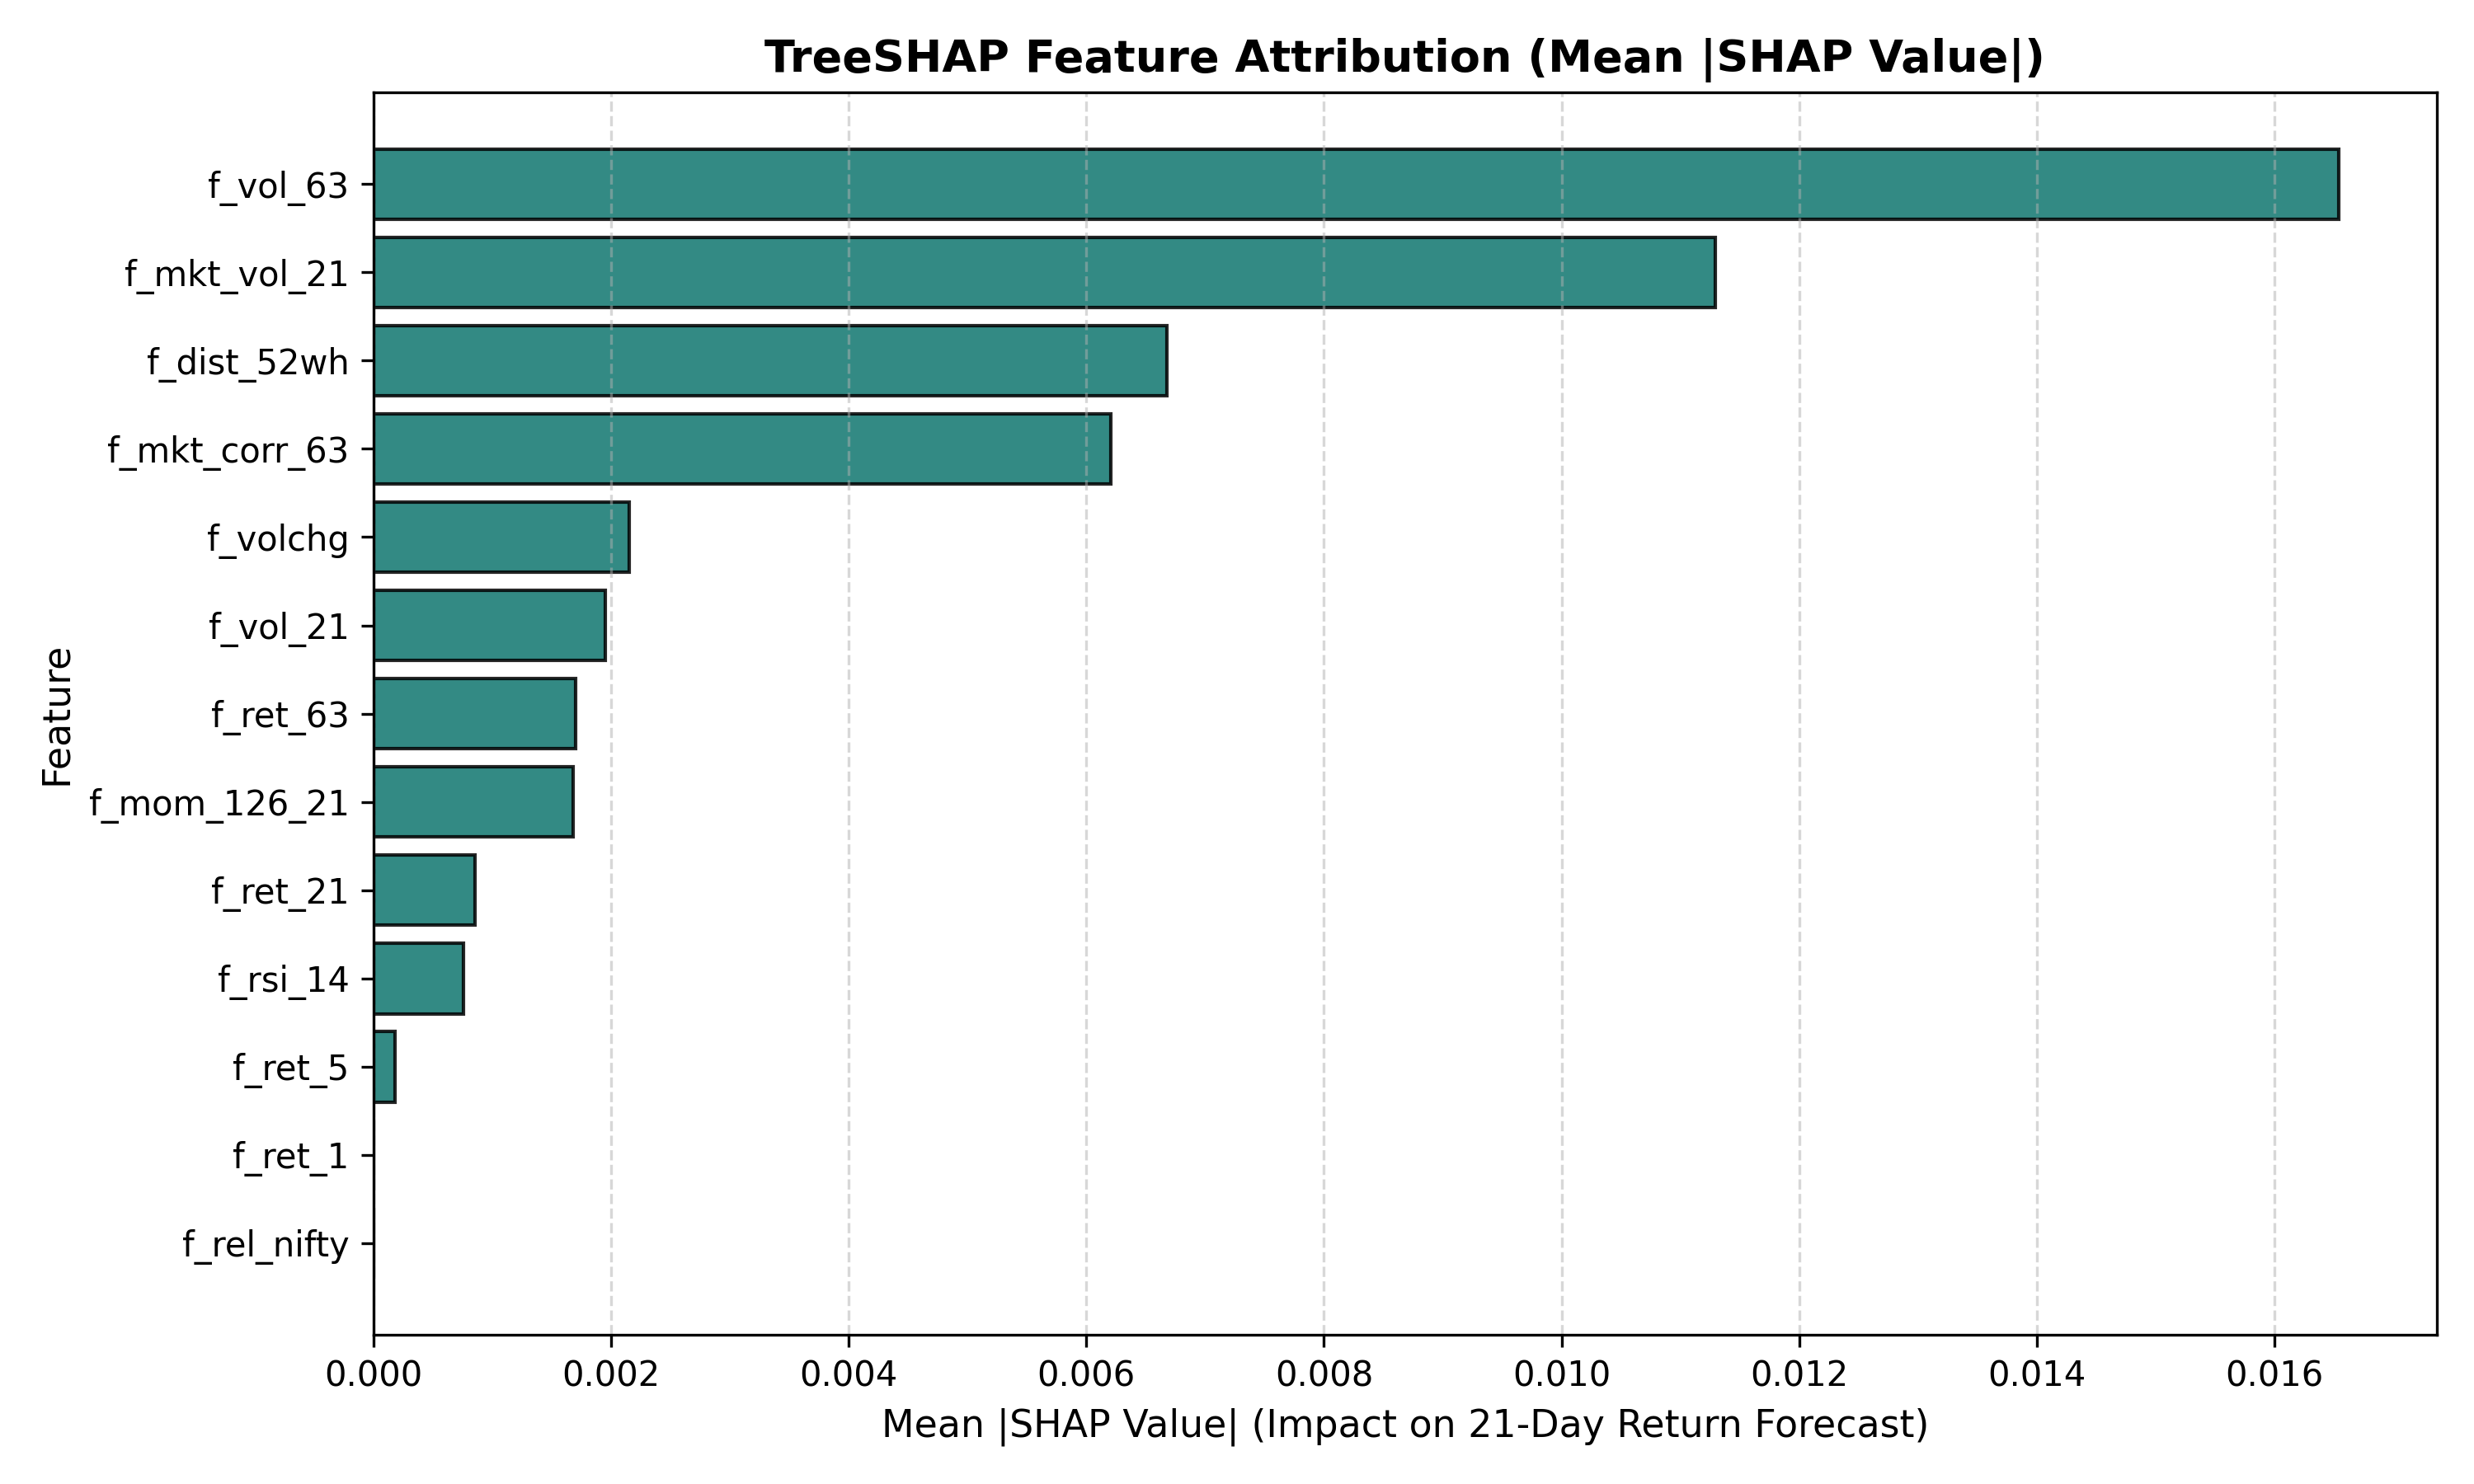 TreeSHAP Feature Attribution (Mean |SHAP Value|)
f_vol_63
f_mkt_vol_21
f_dist_52wh
f_mkt_corr_63
f_volchg
f_vol_21
f_ret_63
f_mom_126_21
f_ret_21
f_rsi_14
f_ret_5
f_ret_1
f_rel_nifty
Feature
0.000 0.002 0.004 0.006 0.008 0.010 0.012 0.014 0.016
Mean |SHAP Value| (Impact on 21-Day Return Forecast)